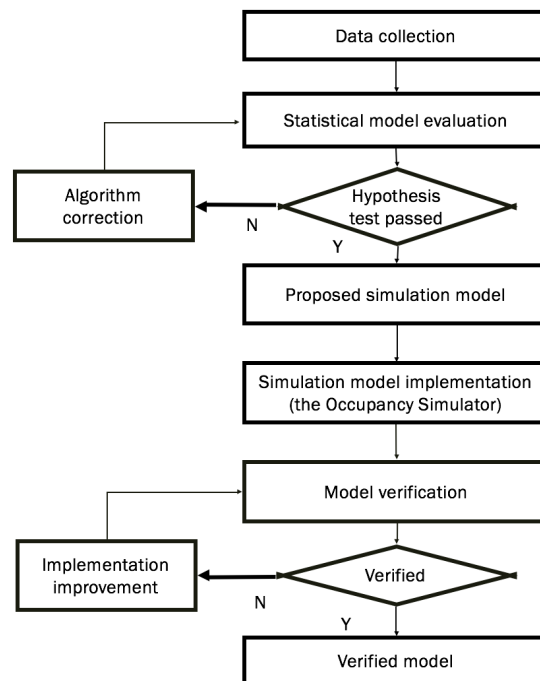 Data collection
Statistical model evaluation
Algorithm
correction
Hypothesis
test passed
N
Y
Proposed simulation model
Simulation model implementation
(the Occupancy Simulator)
Model verification
Implementation
improvement
Verified
N
Y
Verified model